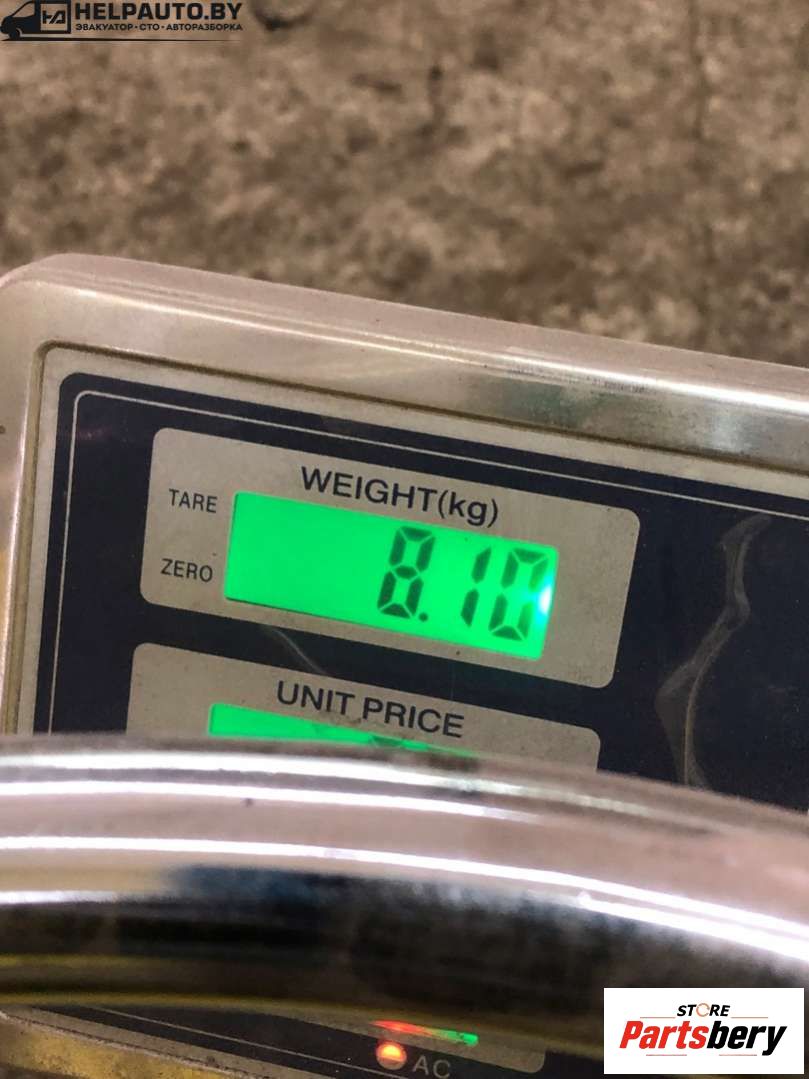 HELPAUTO.BY
ЭВАКУАТОР · СТО · АВТОРАЗБОРКА
WEIGHT(kg)
TARE
8.10
ZERO
UNIT PRICE
AC
STORE
Partsbery